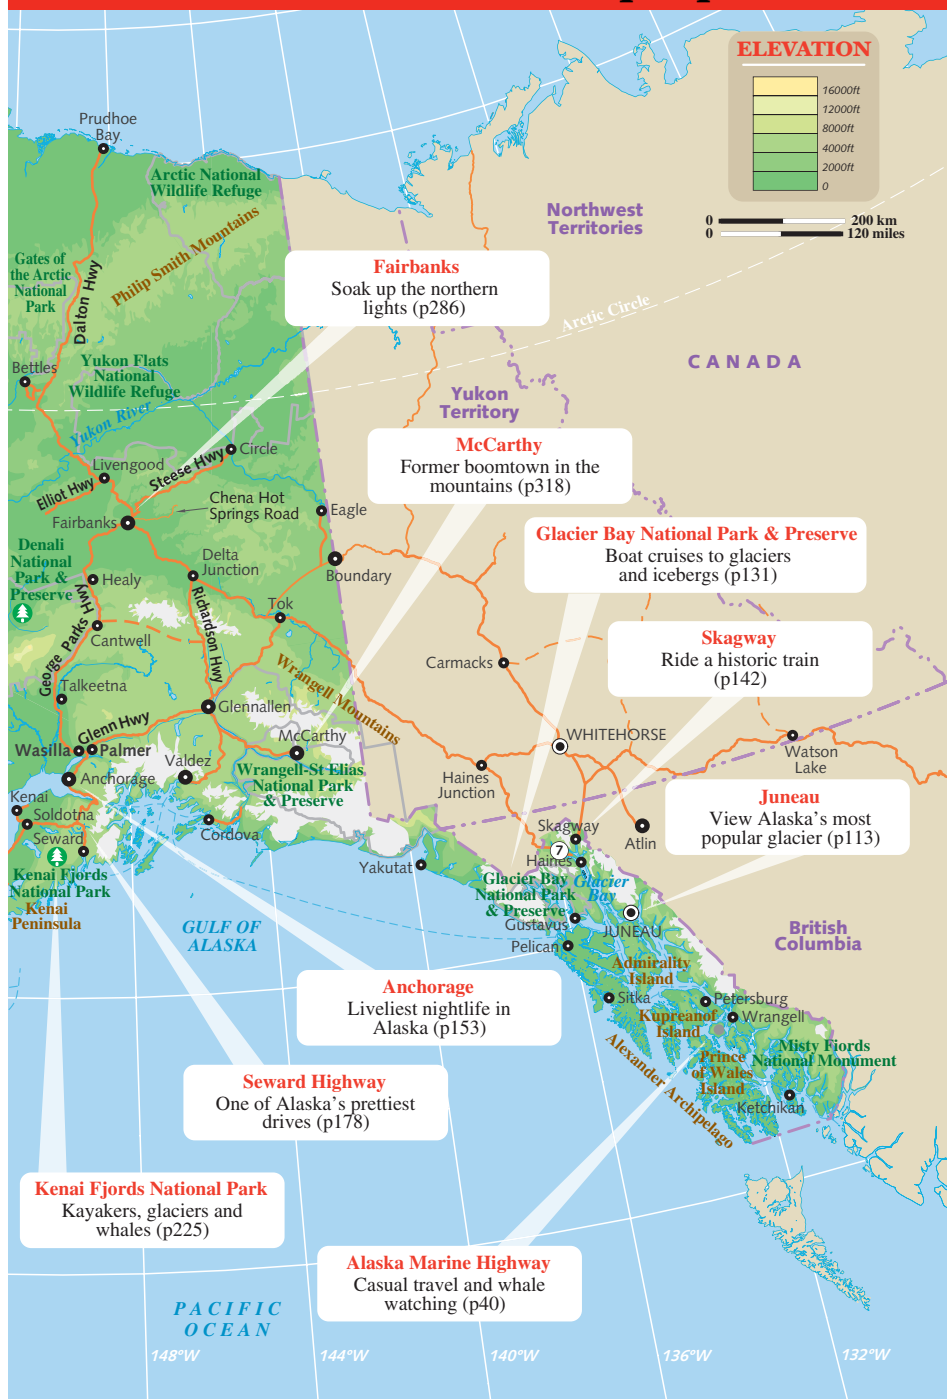 ELEVATION
16000ft
12000ft
8000ft
4000ft
2000ft
0
0 200 km
0 120 miles
Prudhoe
Bay
Arctic National
Wildlife Refuge
Philip Smith Mountains
Gates of
the Arctic
National
Park
Dalton Hwy
Northwest
Territories
Fairbanks
Soak up the northern
lights (p286)
Arctic Circle
Bettles
Yukon Flats
National
Wildlife Refuge
Yukon River
CANADA
Yukon
Territory
McCarthy
Former boomtown in the
mountains (p318)
Circle
Livengood
Steese Hwy
Elliot Hwy
Chena Hot
Springs Road
Fairbanks
Eagle
Glacier Bay National Park & Preserve
Boat cruises to glaciers
and icebergs (p131)
Denali
National
Park &
Preserve
Delta
Junction
Boundary
Healy
Tok
Richardson Hwy
George Parks Hwy
Cantwell
Skagway
Ride a historic train
(p142)
Carmacks
Wrangell Mountains
Talkeetna
Glennallen
Glenn Hwy
McCarthy
WHITEHORSE
Wasilla
Palmer
Watson
Lake
Valdez
Wrangell-St Elias
National Park
& Preserve
Anchorage
Haines
Junction
Kenai
Soldotna
Juneau
View Alaska's most
popular glacier (p113)
Cordova
Skagway
Atlin
Seward
7
Haines
Yakutat
Kenai Fjords
National Park
Glacier Bay
National Park
& Preserve
Glacier
Bay
Kenai
Peninsula
GULF OF
ALASKA
Gustavus
JUNEAU
British
Columbia
Pelican
Admirality
Island
Anchorage
Liveliest nightlife in
Alaska (p153)
Sitka
Petersburg
Kupreanof
Island
Wrangell
Misty Fiords
National Monument
Prince
of Wales
Island
Alexander Archipelago
Seward Highway
One of Alaska's prettiest
drives (p178)
Ketchikan
Kenai Fjords National Park
Kayakers, glaciers and
whales (p225)
Alaska Marine Highway
Casual travel and whale
watching (p40)
PACIFIC
OCEAN
148°W
144°W
140°W
136°W
132°W